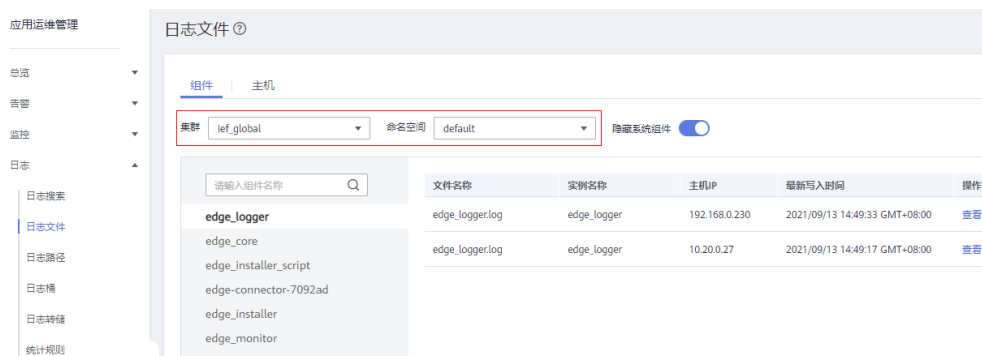 应用运维管理
总览
告警
监控
日志
日志搜索
日志文件
日志路径
日志桶
日志转储
统计规则
日志文件
组件 主机
集群 ief_global 命名空间 default 隐藏系统组件
请输入组件名称
edge_logger
edge_core
edge_installer_script
edge-connector-7092ad
edge_installer
edge_monitor
文件名称 实例名称 主机IP 最新写入时间 操作
edge_logger.log edge_logger 192.168.0.230 2021/09/13 14:49:33 GMT+08:00 查看
edge_logger.log edge_logger 10.20.0.27 2021/09/13 14:49:17 GMT+08:00 查看